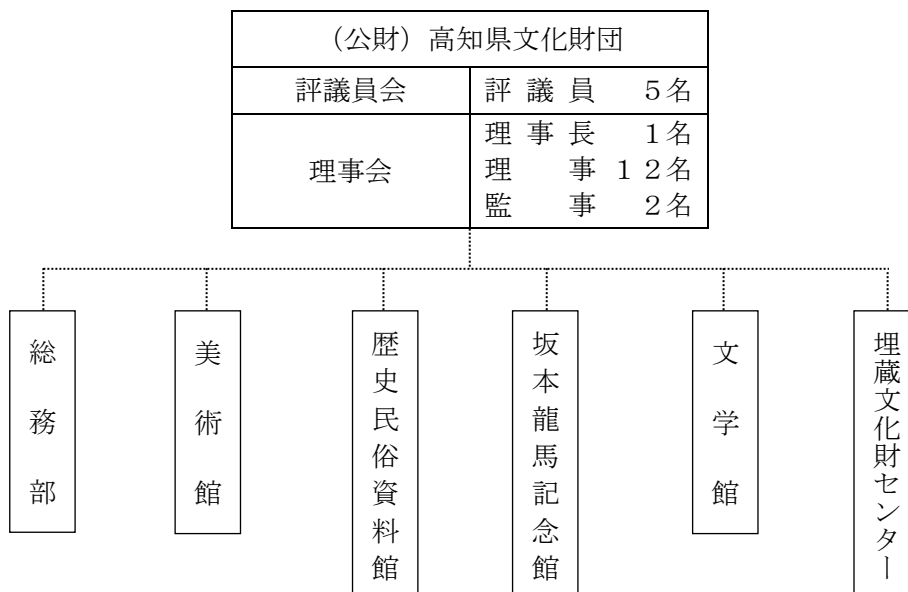 (公財)高知県文化財団
評議員会 評議員 5名
理事会
理事長 1名
理事 12名
監事 2名
総務部
美術館
歴史民俗資料館
坂本龍馬記念館
文学館
埋蔵文化財センター